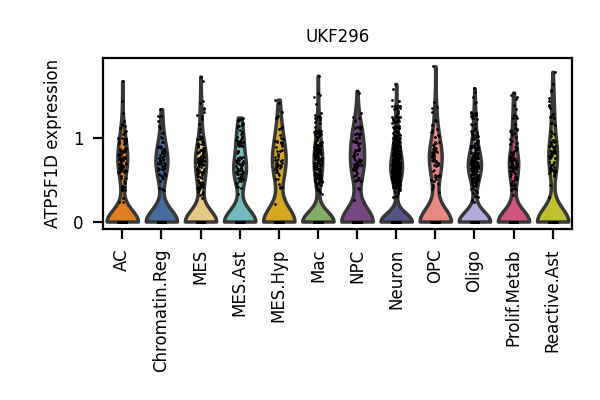 UKF296
ATP5F1D expression
1
0
AC
Chromatin.Reg
MES
MES.Ast
MES.Hyp
Mac
NPC
Neuron
OPC
Oligo
Prolif.Metab
Reactive.Ast